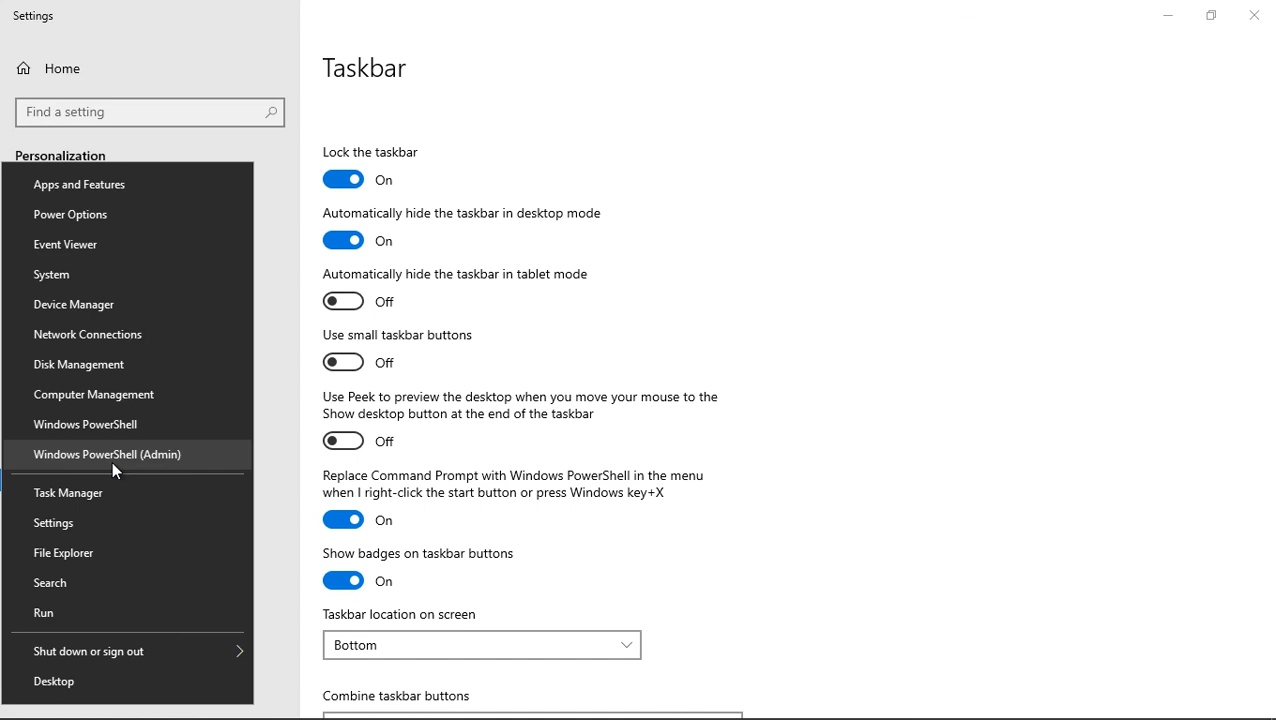 Settings
Home
Find a setting
Personalization
Apps and Features
Power Options
Event Viewer
System
Device Manager
Network Connections
Disk Management
Computer Management
Windows PowerShell
Windows PowerShell (Admin)
Task Manager
Settings
File Explorer
Search
Run
Shut down or sign out
Desktop
Taskbar
Lock the taskbar
On
Automatically hide the taskbar in desktop mode
On
Automatically hide the taskbar in tablet mode
Off
Use small taskbar buttons
Off
Use Peek to preview the desktop when you move your mouse to the
Show desktop button at the end of the taskbar
Off
Replace Command Prompt with Windows PowerShell in the menu
when I right-click the start button or press Windows key+X
On
Show badges on taskbar buttons
On
Taskbar location on screen
Bottom
Combine taskbar buttons